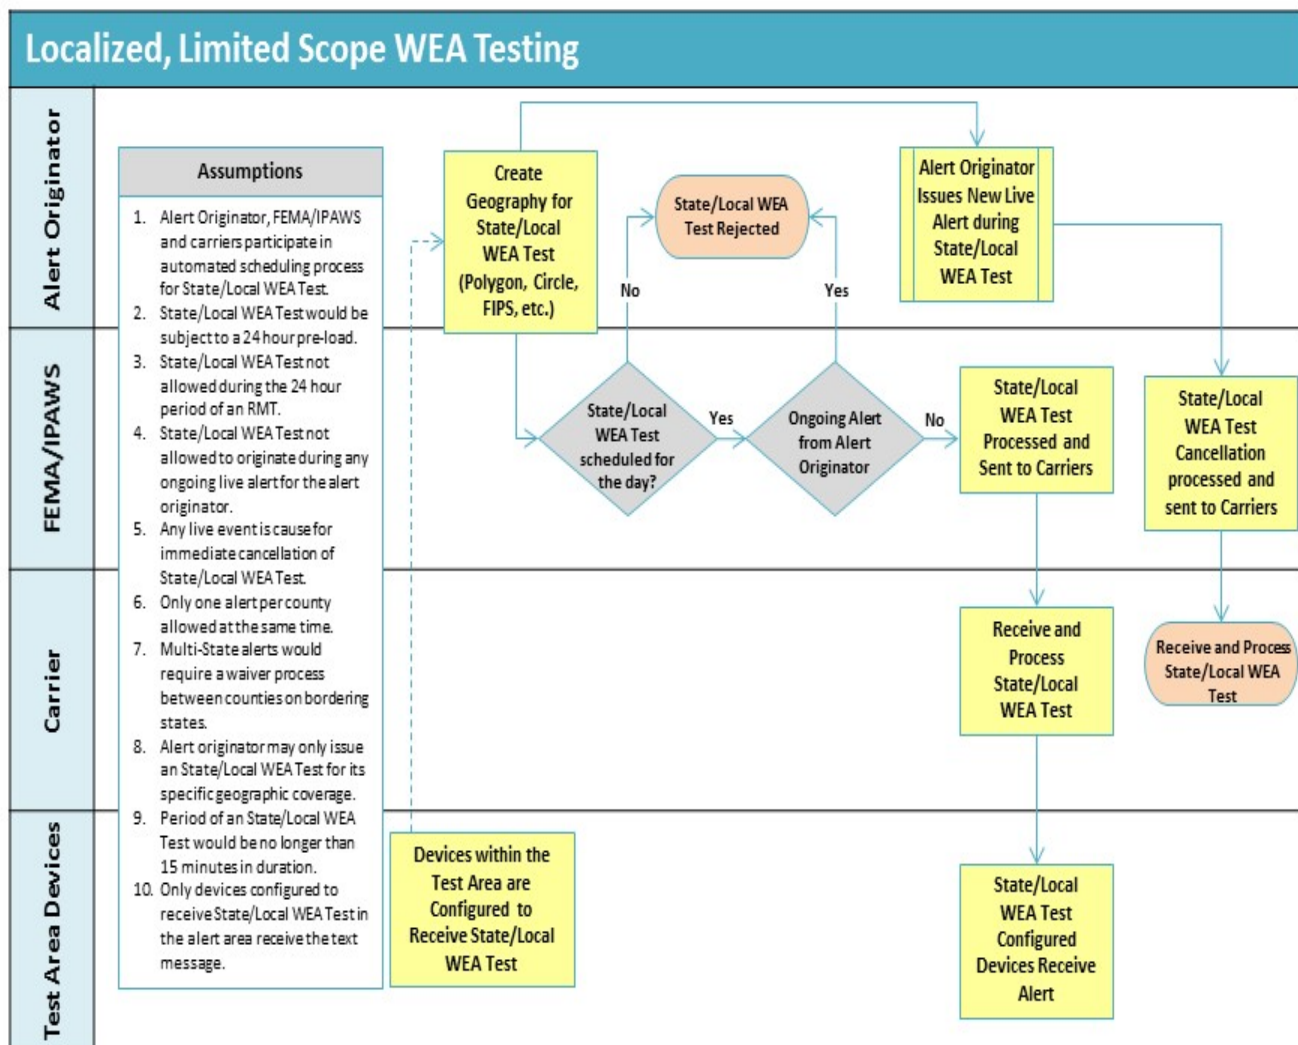 Localized, Limited Scope WEA Testing
Alert Originator
FEMA/IPAWS
Carrier
Test Area Devices
Assumptions
1. Alert Originator, FEMA/IPAWS
and carriers participate in
automated scheduling process
for State/Local WEA Test.
2. State/Local WEA Test would be
subject to a 24 hour pre-load.
3. State/Local WEA Test not
allowed during the 24 hour
period of an RMT.
4. State/Local WEA Test not
allowed to originate during any
ongoing live alert for the alert
originator.
5. Any live event is cause for
immediate cancellation of
State/Local WEA Test.
6. Only one alert per county
allowed at the same time.
7. Multi-State alerts would
require a waiver process
between counties on bordering
states.
8. Alert originator may only issue
an State/Local WEA Test for its
specific geographic coverage.
9. Period of an State/Local WEA
Test would be no longer than
15 minutes in duration.
10. Only devices configured to
receive State/Local WEA Test in
the alert area receive the text
message.
Create
Geography for
State/Local
WEA Test
(Polygon, Circle,
FIPS, etc.)
State/Local WEA
Test Rejected
No
Yes
Alert Originator
Issues New Live
Alert during
State/Local
WEA Test
State/Local
WEA Test
scheduled for
the day?
Yes
Ongoing Alert
from Alert
Originator
No
State/Local
WEA Test
Processed and
Sent to Carriers
State/Local
WEA Test
Cancellation
processed and
sent to Carriers
Receive and
Process
State/Local
WEA Test
Receive and Process
State/Local WEA
Test
Devices within the
Test Area are
Configured to
Receive State/Local
WEA Test
State/Local
WEA Test
Configured
Devices Receive
Alert